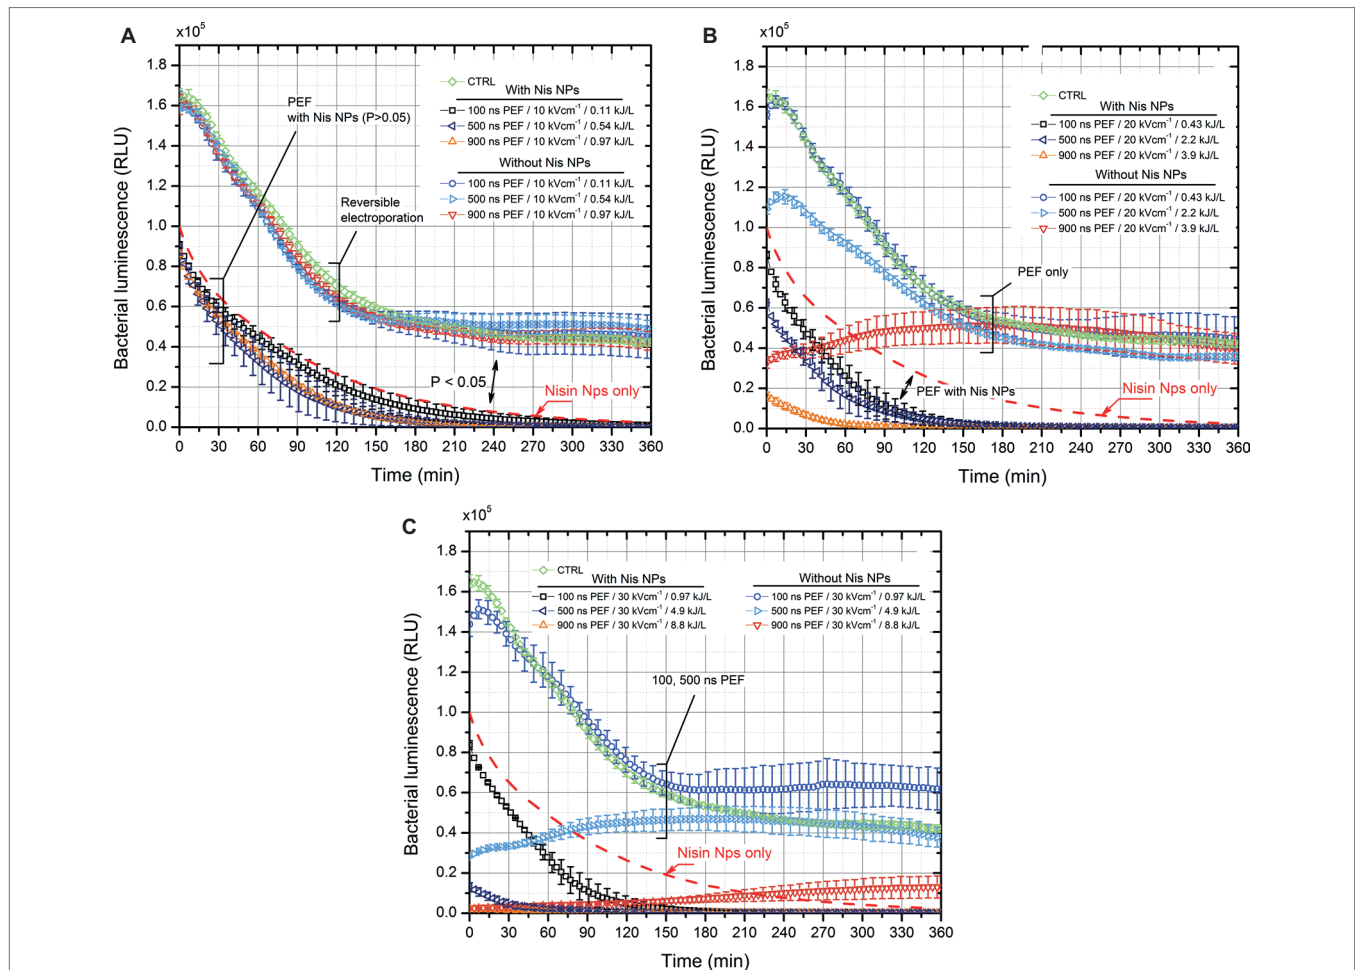 A
x10⁵
Bacterial luminescence (RLU)
1.8
1.6
1.4
1.2
1.0
0.8
0.6
0.4
0.2
0.0
0 30 60 90 120 150 180 210 240 270 300 330 360
Time (min)
PEF
with Nis NPs (P>0.05)
Reversible
electroporation
P < 0.05
Nisin Nps only
CTRL
With Nis NPs
100 ns PEF / 10 kVcm⁻¹ / 0.11 kJ/L
500 ns PEF / 10 kVcm⁻¹ / 0.54 kJ/L
900 ns PEF / 10 kVcm⁻¹ / 0.97 kJ/L
Without Nis NPs
100 ns PEF / 10 kVcm⁻¹ / 0.11 kJ/L
500 ns PEF / 10 kVcm⁻¹ / 0.54 kJ/L
900 ns PEF / 10 kVcm⁻¹ / 0.97 kJ/L
B
x10⁵
Bacterial luminescence (RLU)
1.8
1.6
1.4
1.2
1.0
0.8
0.6
0.4
0.2
0.0
0 30 60 90 120 150 180 210 240 270 300 330 360
Time (min)
CTRL
With Nis NPs
100 ns PEF / 20 kVcm⁻¹ / 0.43 kJ/L
500 ns PEF / 20 kVcm⁻¹ / 2.2 kJ/L
900 ns PEF / 20 kVcm⁻¹ / 3.9 kJ/L
Without Nis NPs
100 ns PEF / 20 kVcm⁻¹ / 0.43 kJ/L
500 ns PEF / 20 kVcm⁻¹ / 2.2 kJ/L
900 ns PEF / 20 kVcm⁻¹ / 3.9 kJ/L
PEF only
PEF with Nis NPs
Nisin Nps only
C
x10⁵
Bacterial luminescence (RLU)
1.8
1.6
1.4
1.2
1.0
0.8
0.6
0.4
0.2
0.0
0 30 60 90 120 150 180 210 240 270 300 330 360
Time (min)
CTRL
With Nis NPs
100 ns PEF / 30 kVcm⁻¹ / 0.97 kJ/L
500 ns PEF / 30 kVcm⁻¹ / 4.9 kJ/L
900 ns PEF / 30 kVcm⁻¹ / 8.8 kJ/L
Without Nis NPs
100 ns PEF / 30 kVcm⁻¹ / 0.97 kJ/L
500 ns PEF / 30 kVcm⁻¹ / 4.9 kJ/L
900 ns PEF / 30 kVcm⁻¹ / 8.8 kJ/L
100, 500 ns PEF
Nisin Nps only